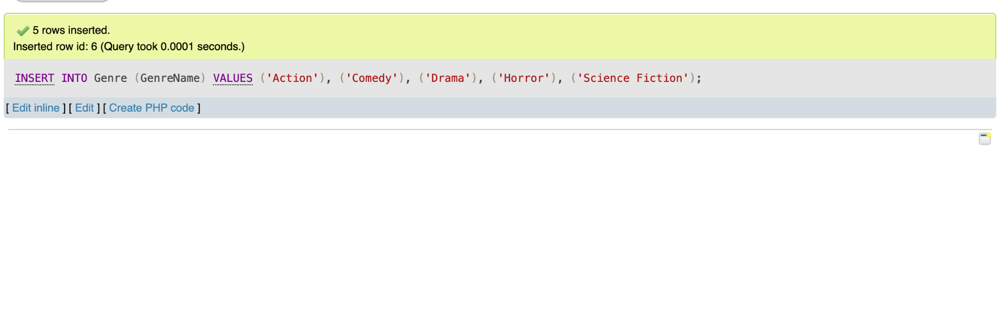 5 rows inserted.
Inserted row id: 6 (Query took 0.0001 seconds.)
INSERT INTO Genre (GenreName) VALUES ('Action'), ('Comedy'), ('Drama'), ('Horror'), ('Science Fiction');
[ Edit inline ] [ Edit ] [ Create PHP code ]